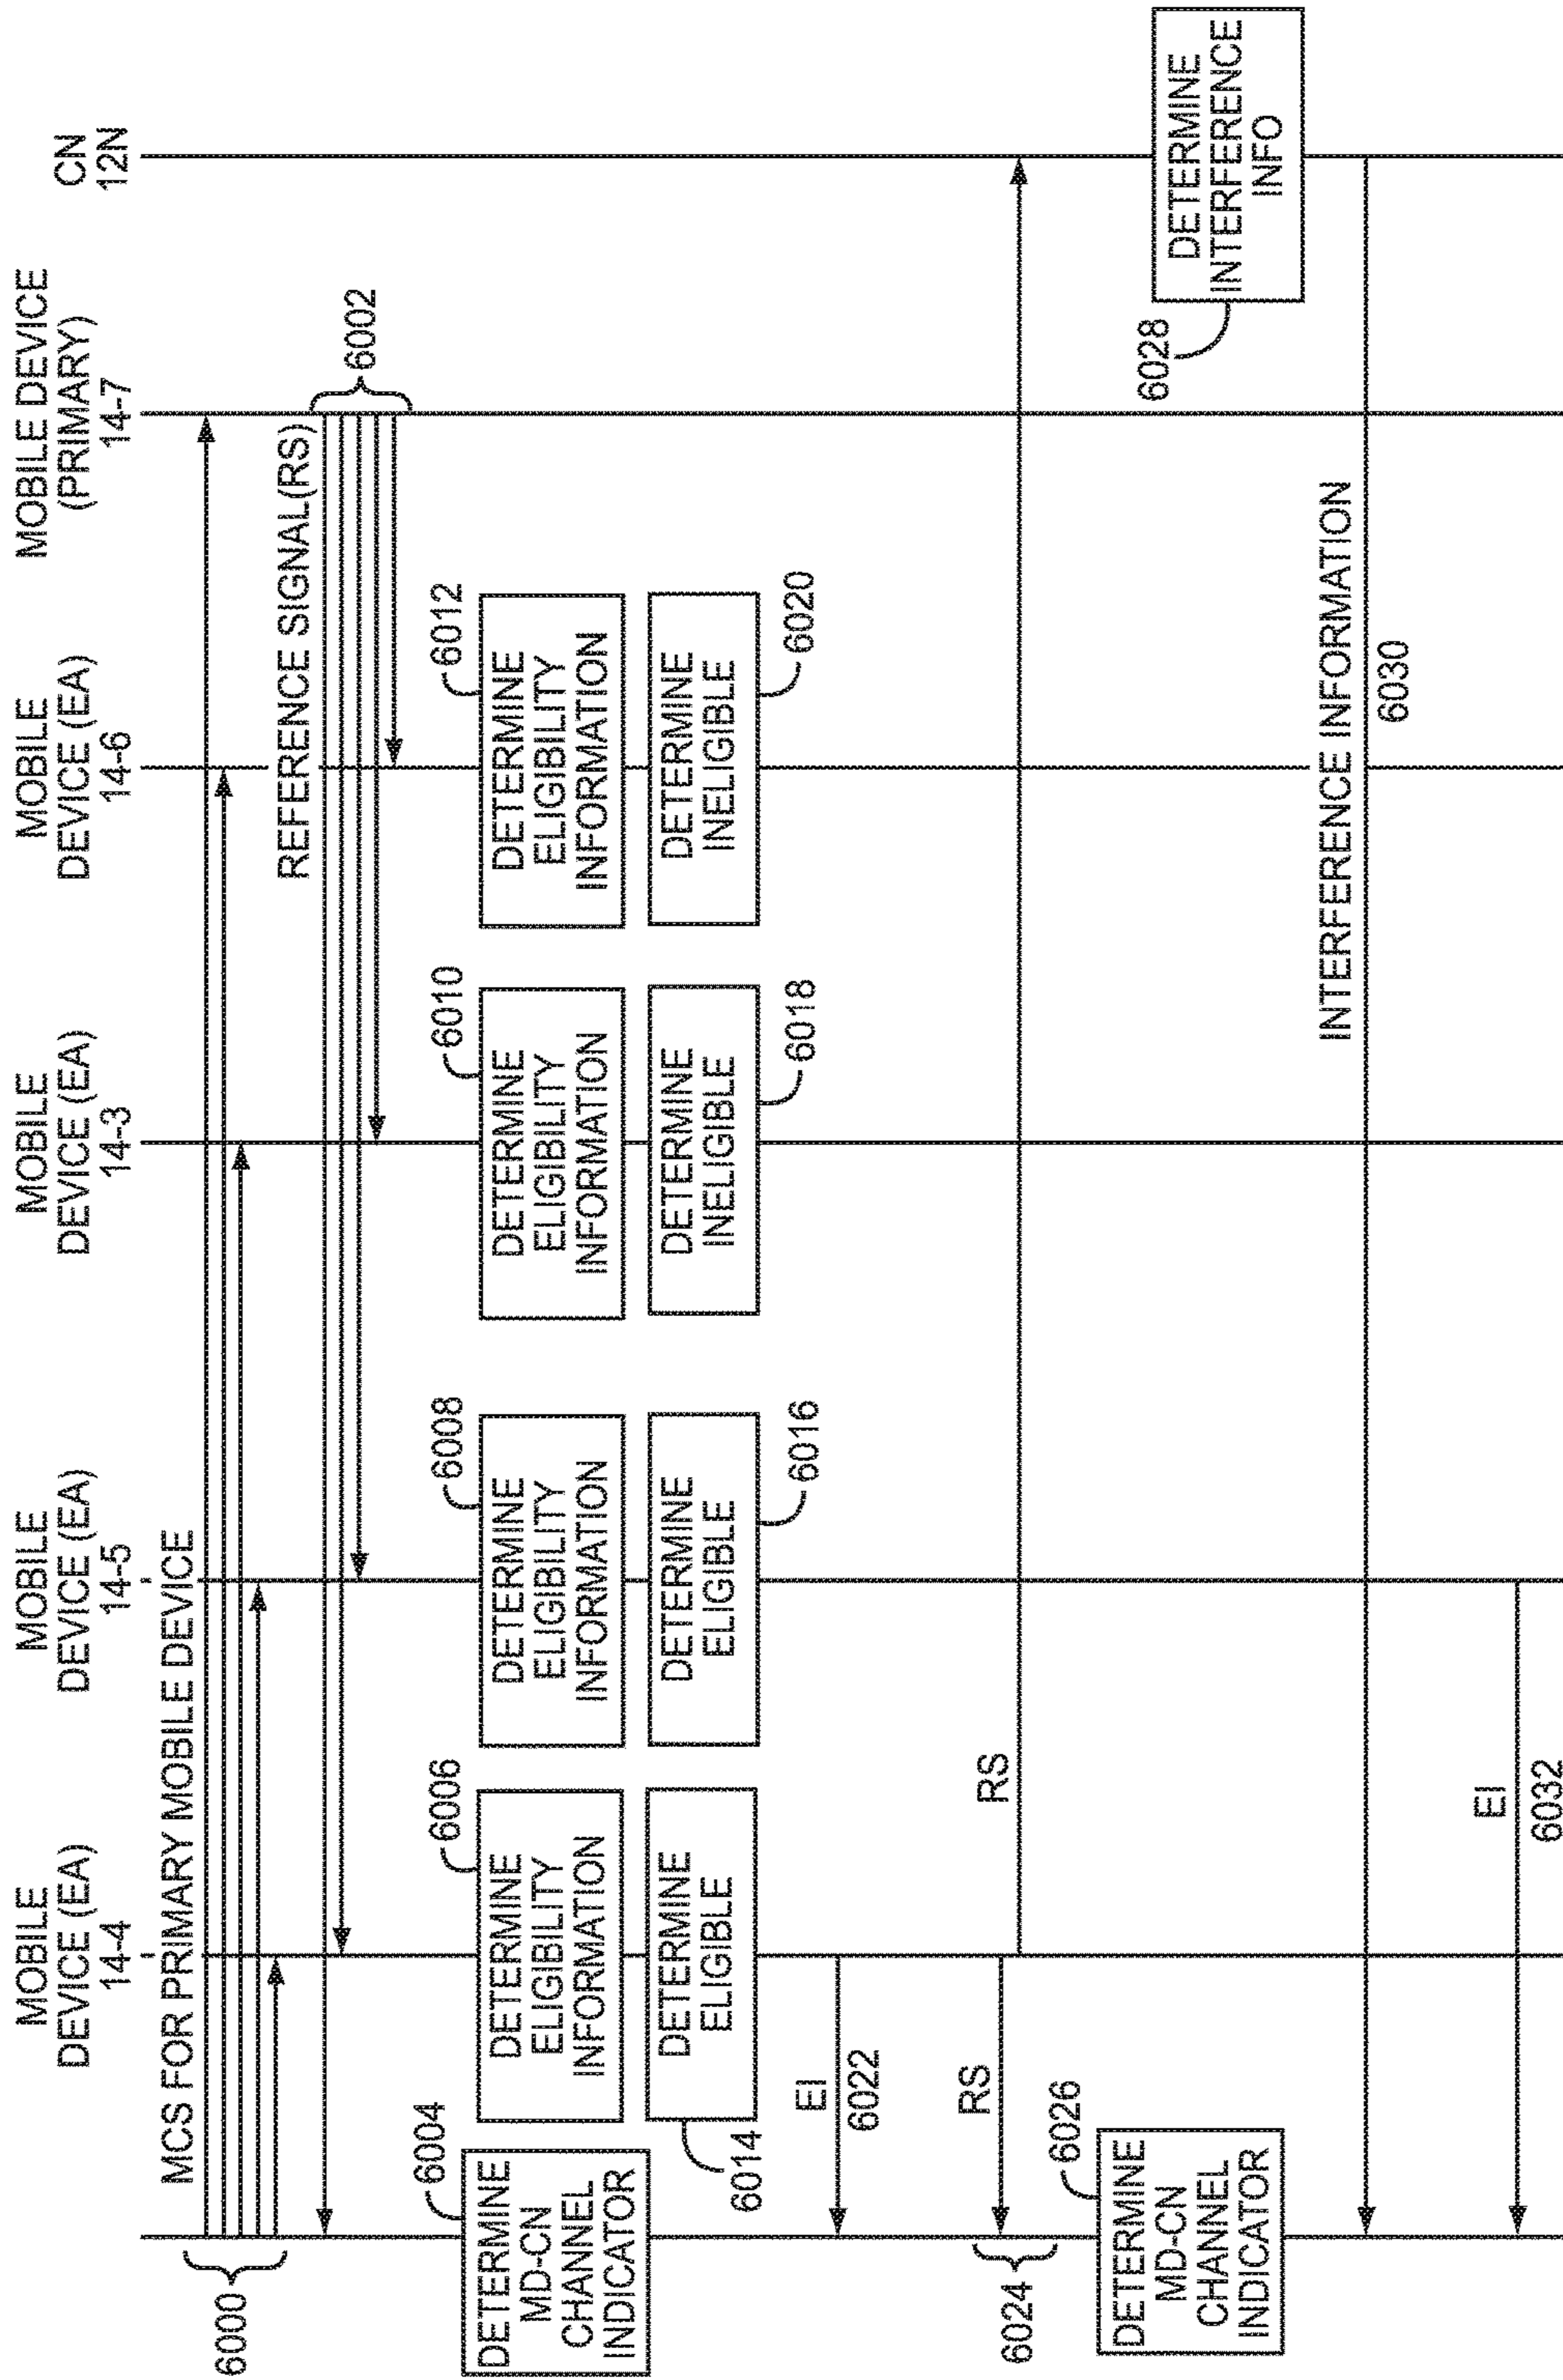 MOBILE
DEVICE (EA)
14-4
MOBILE
DEVICE (EA)
14-5
MOBILE
DEVICE (EA)
14-3
MOBILE
DEVICE (EA)
14-6
MOBILE DEVICE
(PRIMARY)
14-7
CN
12N
MCS FOR PRIMARY MOBILE DEVICE
6000
REFERENCE SIGNAL(RS)
6002
DETERMINE
MD-CN
CHANNEL
INDICATOR
6004
DETERMINE
ELIGIBILITY
INFORMATION
6006
DETERMINE
ELIGIBILITY
INFORMATION
6008
DETERMINE
ELIGIBILITY
INFORMATION
6010
DETERMINE
ELIGIBILITY
INFORMATION
6012
DETERMINE
ELIGIBLE
6014
DETERMINE
ELIGIBLE
6016
DETERMINE
INELIGIBLE
6018
DETERMINE
INELIGIBLE
6020
EI
6022
RS
RS
6024
DETERMINE
MD-CN
CHANNEL
INDICATOR
6026
DETERMINE
INTERFERENCE
INFO
6028
INTERFERENCE INFORMATION
6030
EI
6032